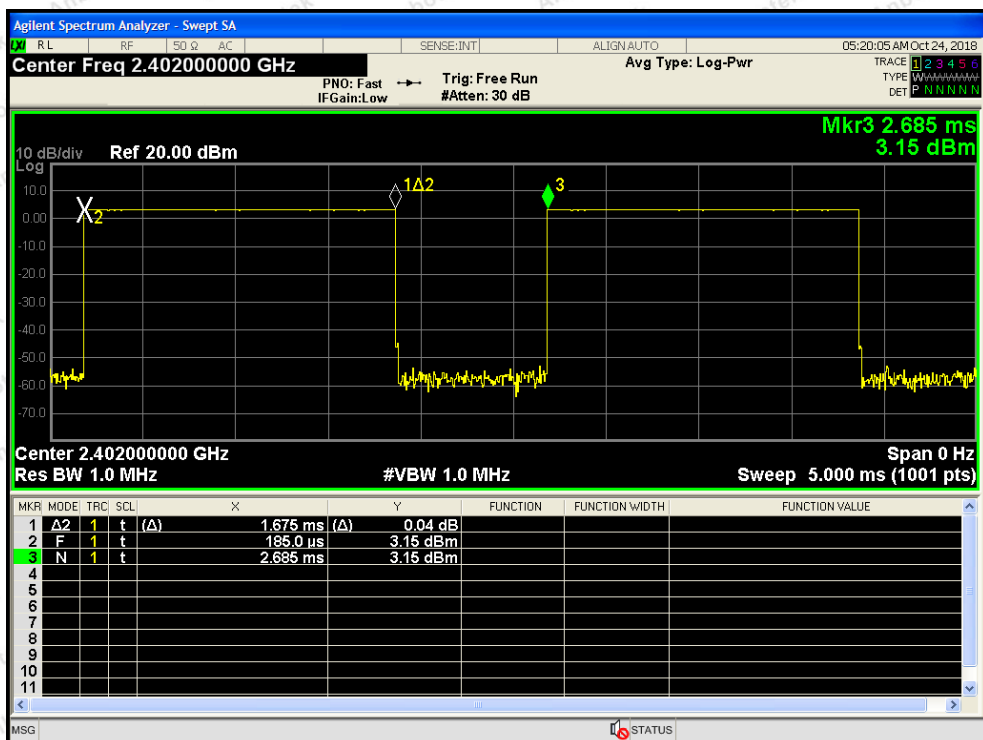 Agilent Spectrum Analyzer - Swept SA
LXI RL RF 50 Ω AC SENSE:INT ALIGN AUTO 05:20:05 AM Oct 24, 2018
Center Freq 2.402000000 GHz
PNO: Fast
IFGain:Low
Trig: Free Run
#Atten: 30 dB
Avg Type: Log-Pwr
TRACE 1 2 3 4 5 6
TYPE W
DET P N N N N N
Mkr3 2.685 ms
3.15 dBm
10 dB/div Ref 20.00 dBm
Log
10.0
0.00
-10.0
-20.0
-30.0
-40.0
-50.0
-60.0
-70.0
2
1Δ2
3
Center 2.402000000 GHz Span 0 Hz
Res BW 1.0 MHz #VBW 1.0 MHz Sweep 5.000 ms (1001 pts)
MKR MODE TRC SCL X Y FUNCTION FUNCTION WIDTH FUNCTION VALUE
1 Δ2 1 t (Δ) 1.675 ms (Δ) 0.04 dB
2 F 1 t 185.0 µs 3.15 dBm
3 N 1 t 2.685 ms 3.15 dBm
4
5
6
7
8
9
10
11
MSG STATUS